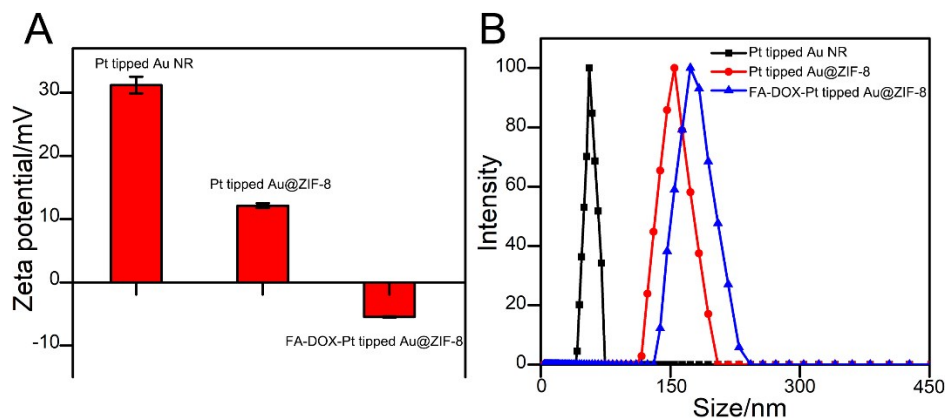 A
Zeta potential/mV
30
20
10
0
-10
Pt tipped Au NR
Pt tipped Au@ZIF-8
FA-DOX-Pt tipped Au@ZIF-8
B
Intensity
100
80
60
40
20
0
Pt tipped Au NR
Pt tipped Au@ZIF-8
FA-DOX-Pt tipped Au@ZIF-8
0 150 300 450
Size/nm